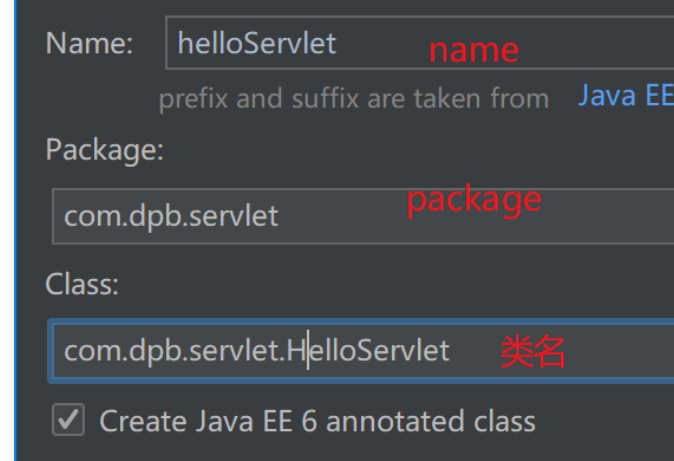 Name: helloServlet name
prefix and suffix are taken from Java EE
Package:
com.dpb.servlet package
Class:
com.dpb.servlet.HelloServlet 类名
Create Java EE 6 annotated class